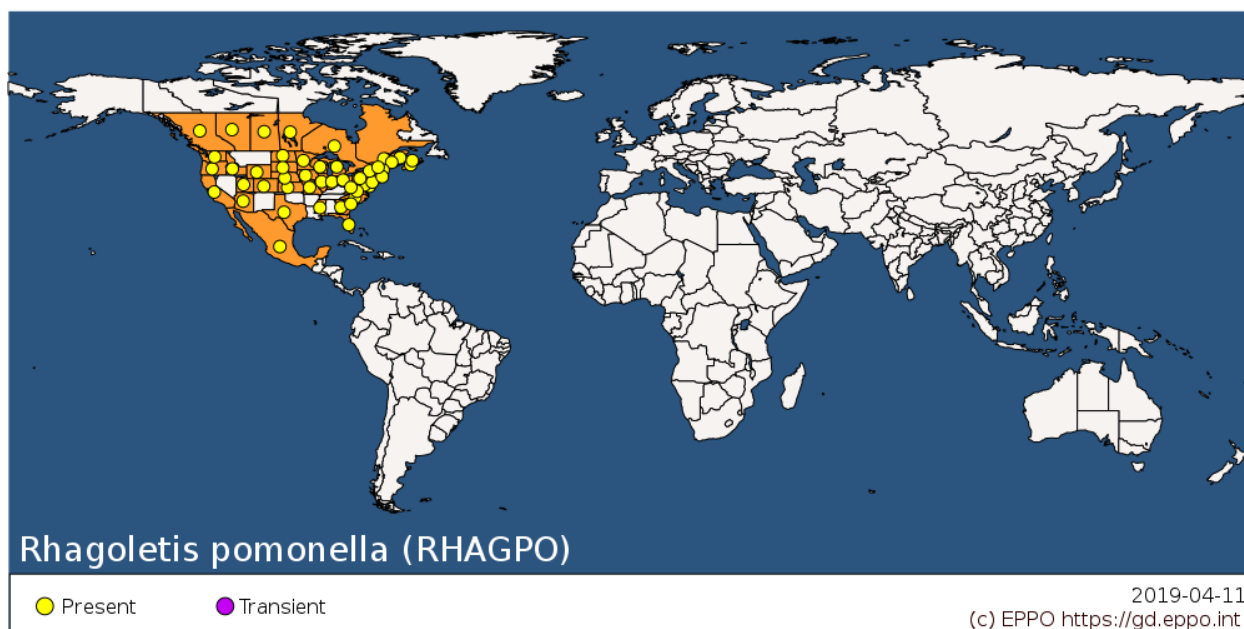 Rhagoletis pomonella (RHAGPO)
Present
Transient
2019-04-11
(c) EPPO https://gd.eppo.int